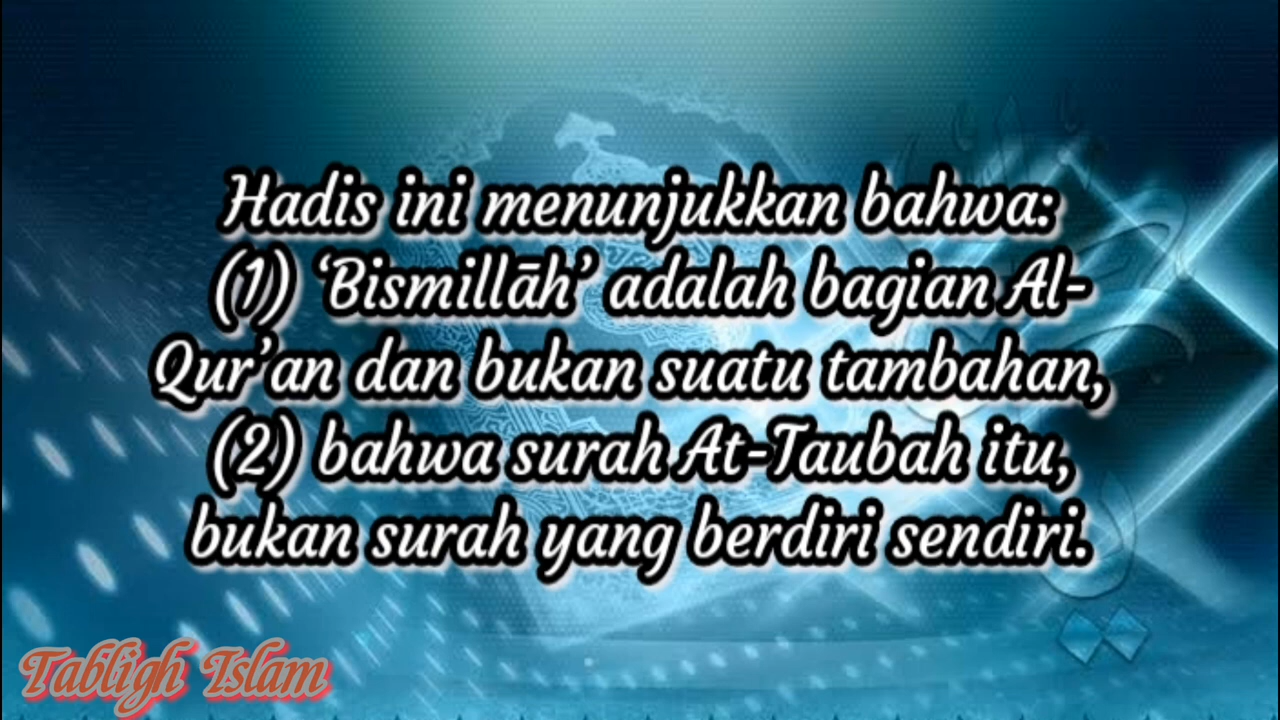 Hadis ini menunjukkan bahwa:
(1) ‘Bismillāh’ adalah bagian Al-
Qur’an dan bukan suatu tambahan,
(2) bahwa surah At-Taubah itu,
bukan surah yang berdiri sendiri.
Tabligh Islam